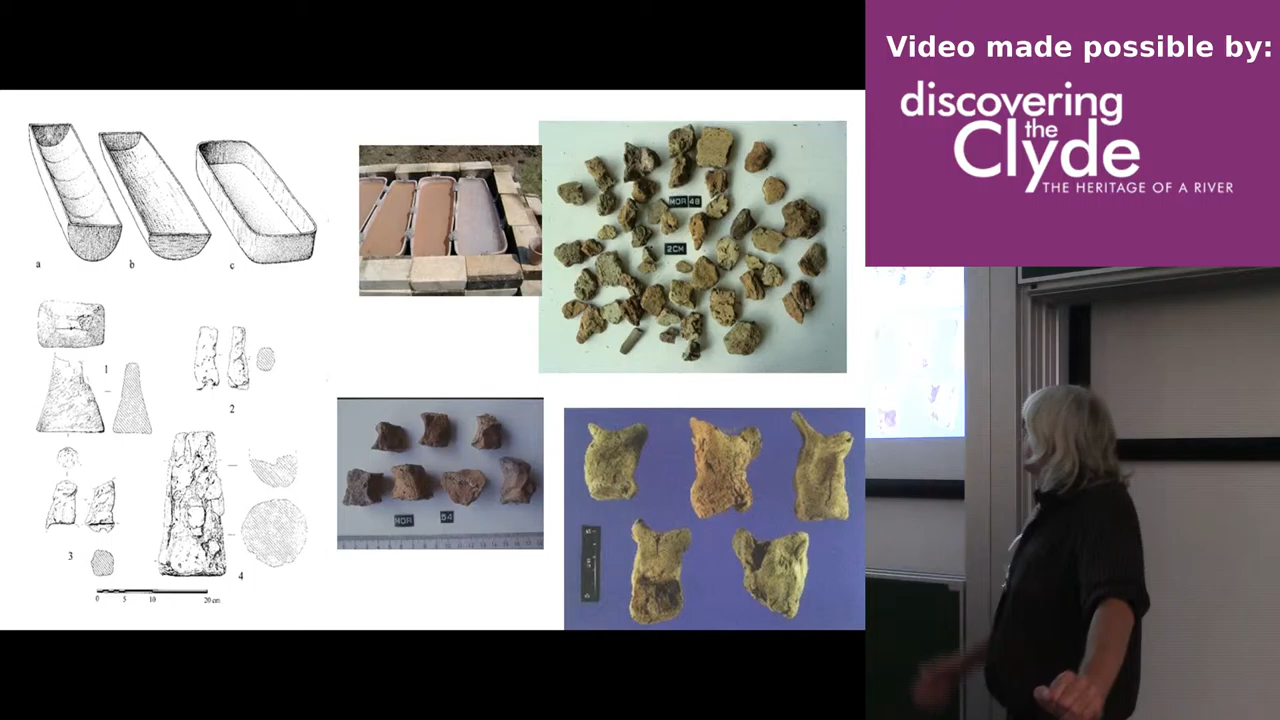 Video made possible by:
discovering
the
Clyde
THE HERITAGE OF A RIVER
a
b
c
1
2
3
4
0 5 10 20 cm
MOR 48
2CM
MOR 54